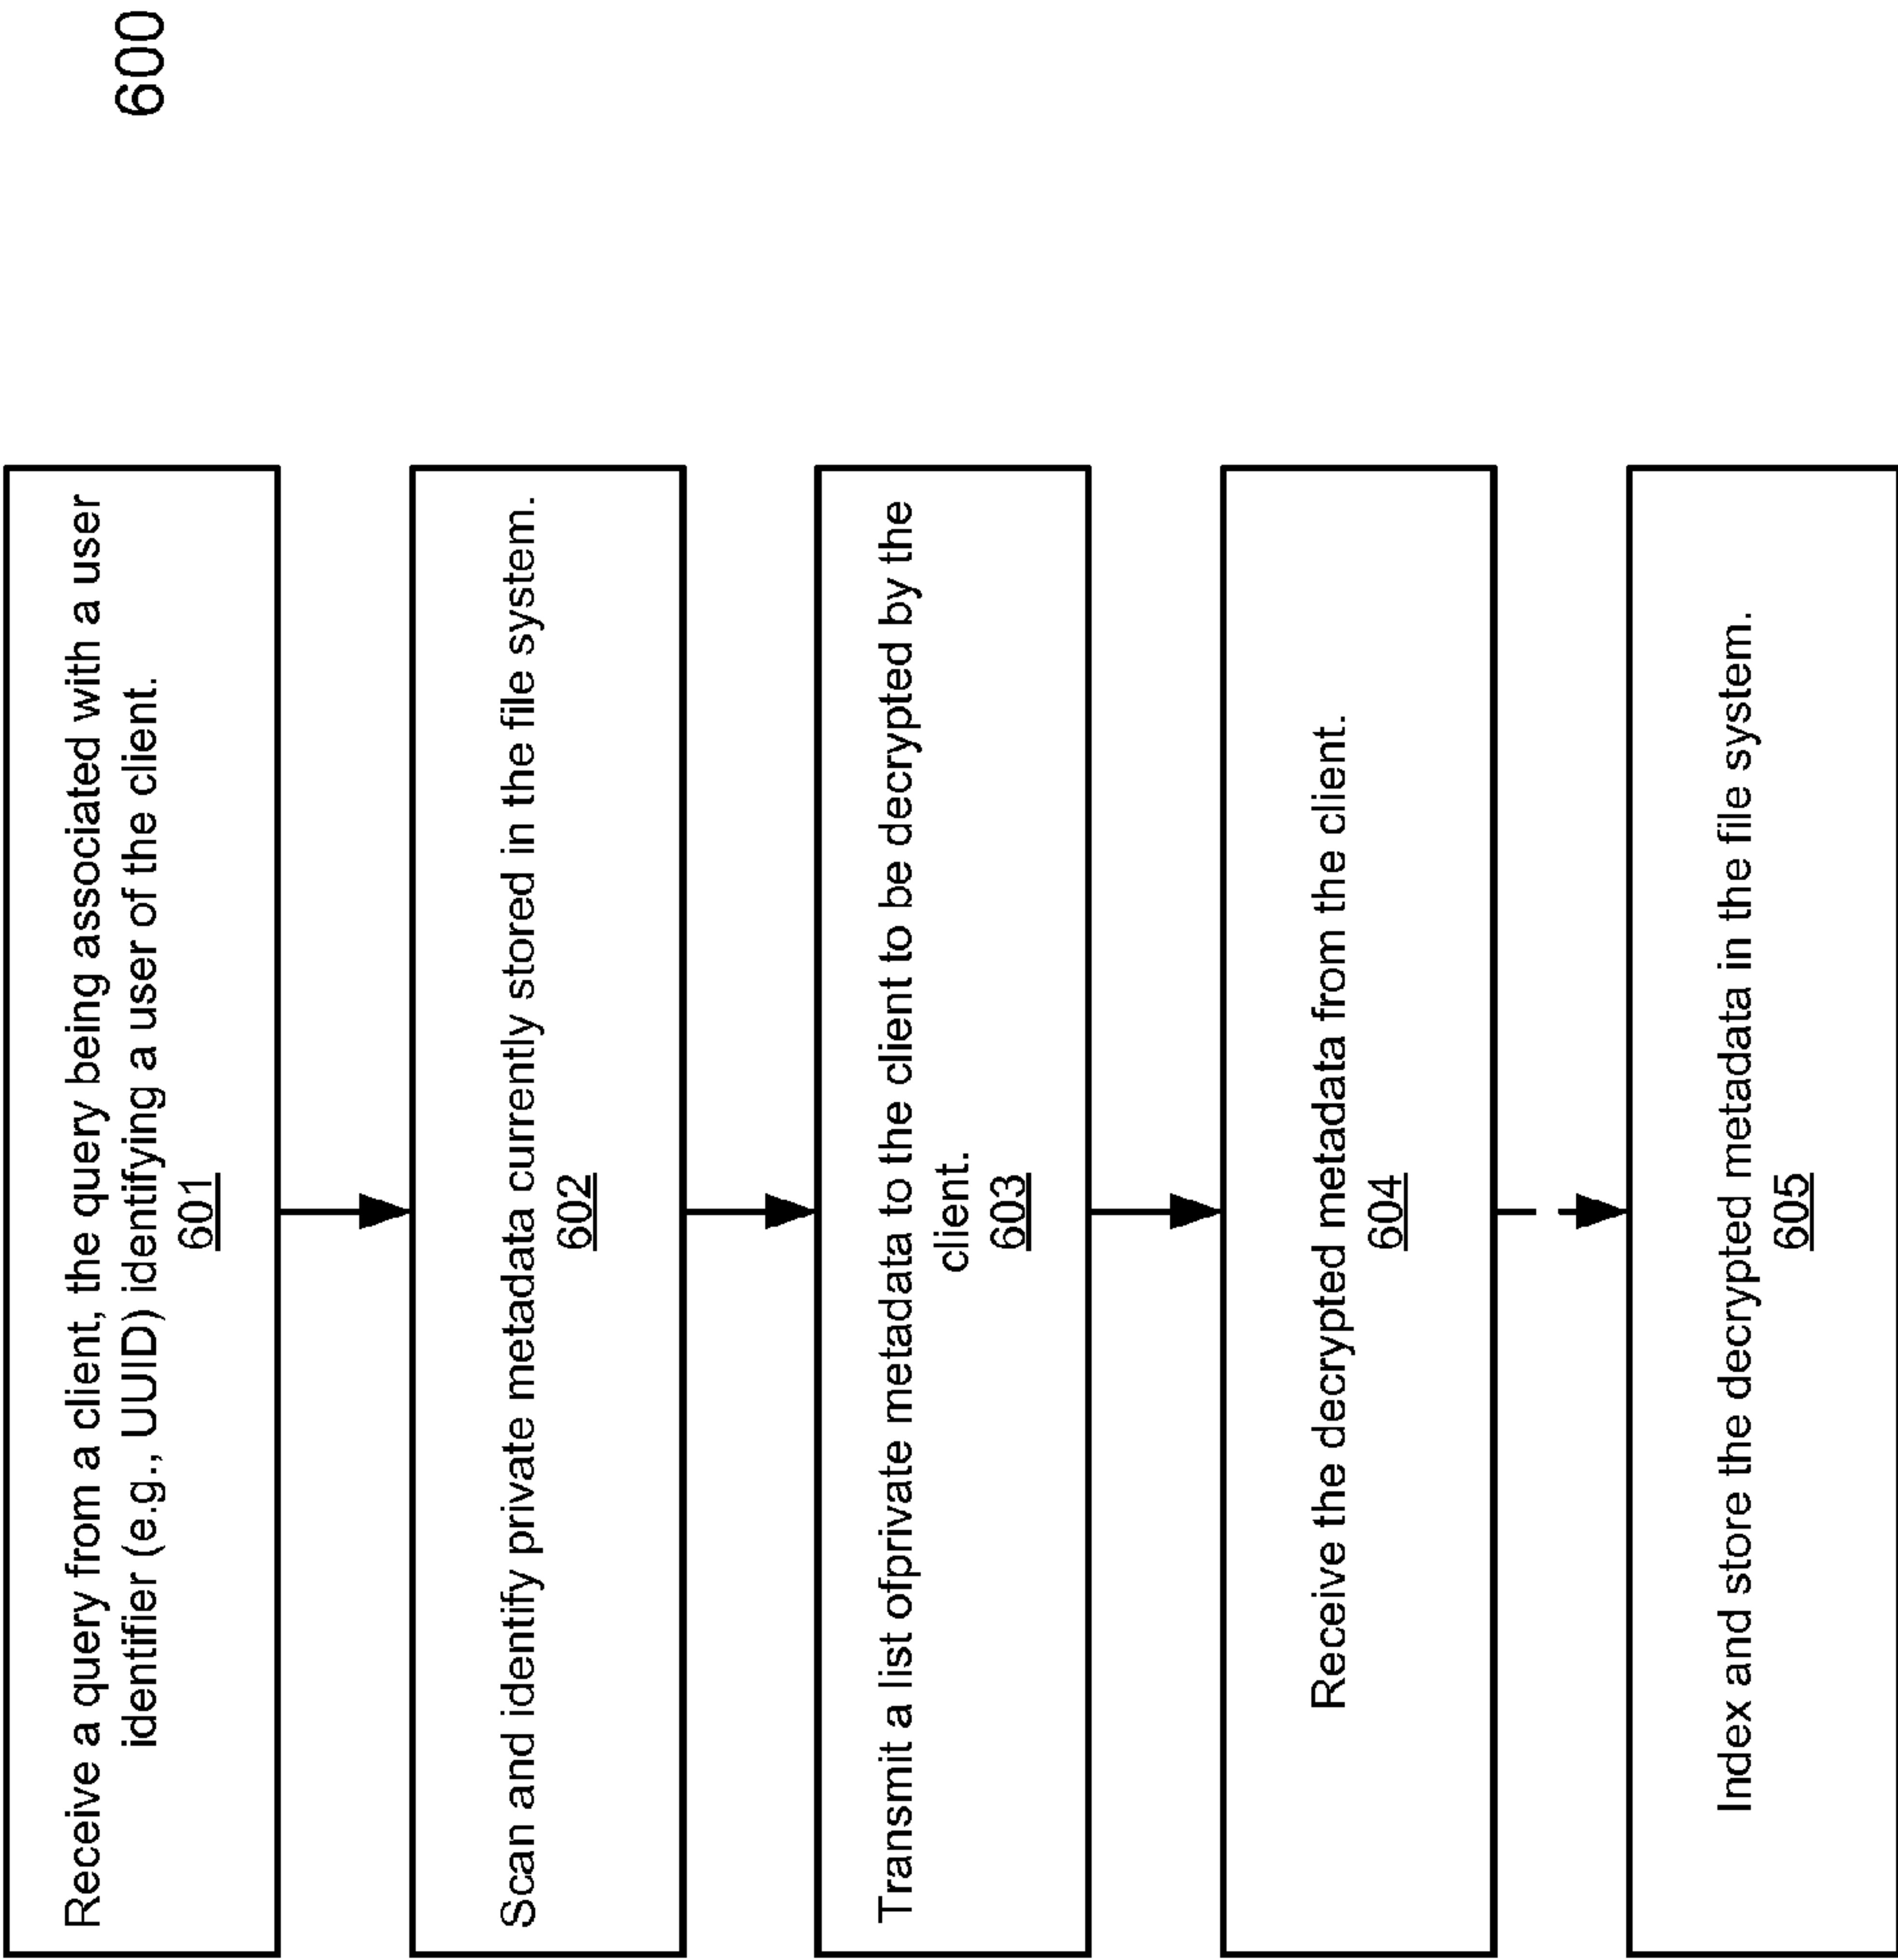 600
Receive a query from a client, the query being associated with a user
identifier (e.g., UUID) identifying a user of the client.
601
Scan and identify private metadata currently stored in the file system.
602
Transmit a list ofprivate metadata to the client to be decrypted by the
client.
603
Receive the decrypted metadata from the client.
604
Index and store the decrypted metadata in the file system.
605